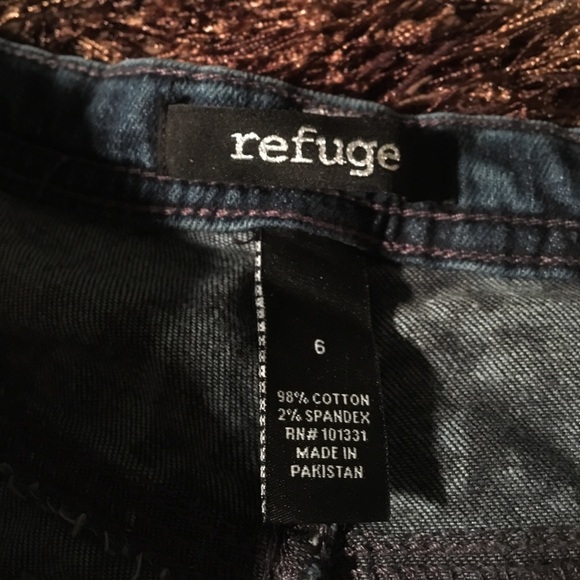 refuge
6
98% COTTON
2% SPANDEX
RN# 101331
MADE IN
PAKISTAN